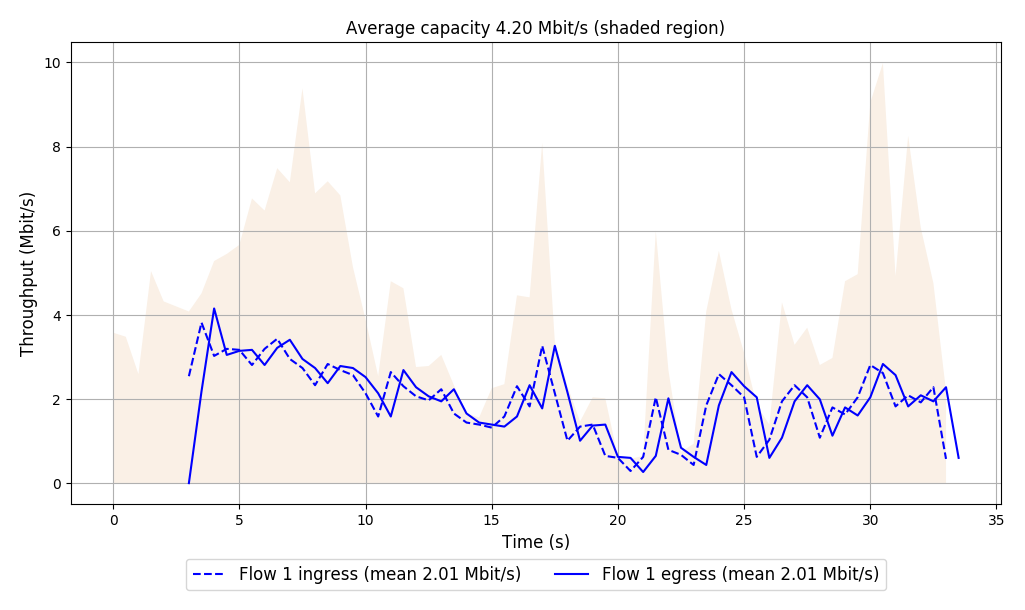 Average capacity 4.20 Mbit/s (shaded region)
Throughput (Mbit/s)
10
8
6
4
2
0
0 5 10 15 20 25 30 35
Time (s)
Flow 1 ingress (mean 2.01 Mbit/s) Flow 1 egress (mean 2.01 Mbit/s)